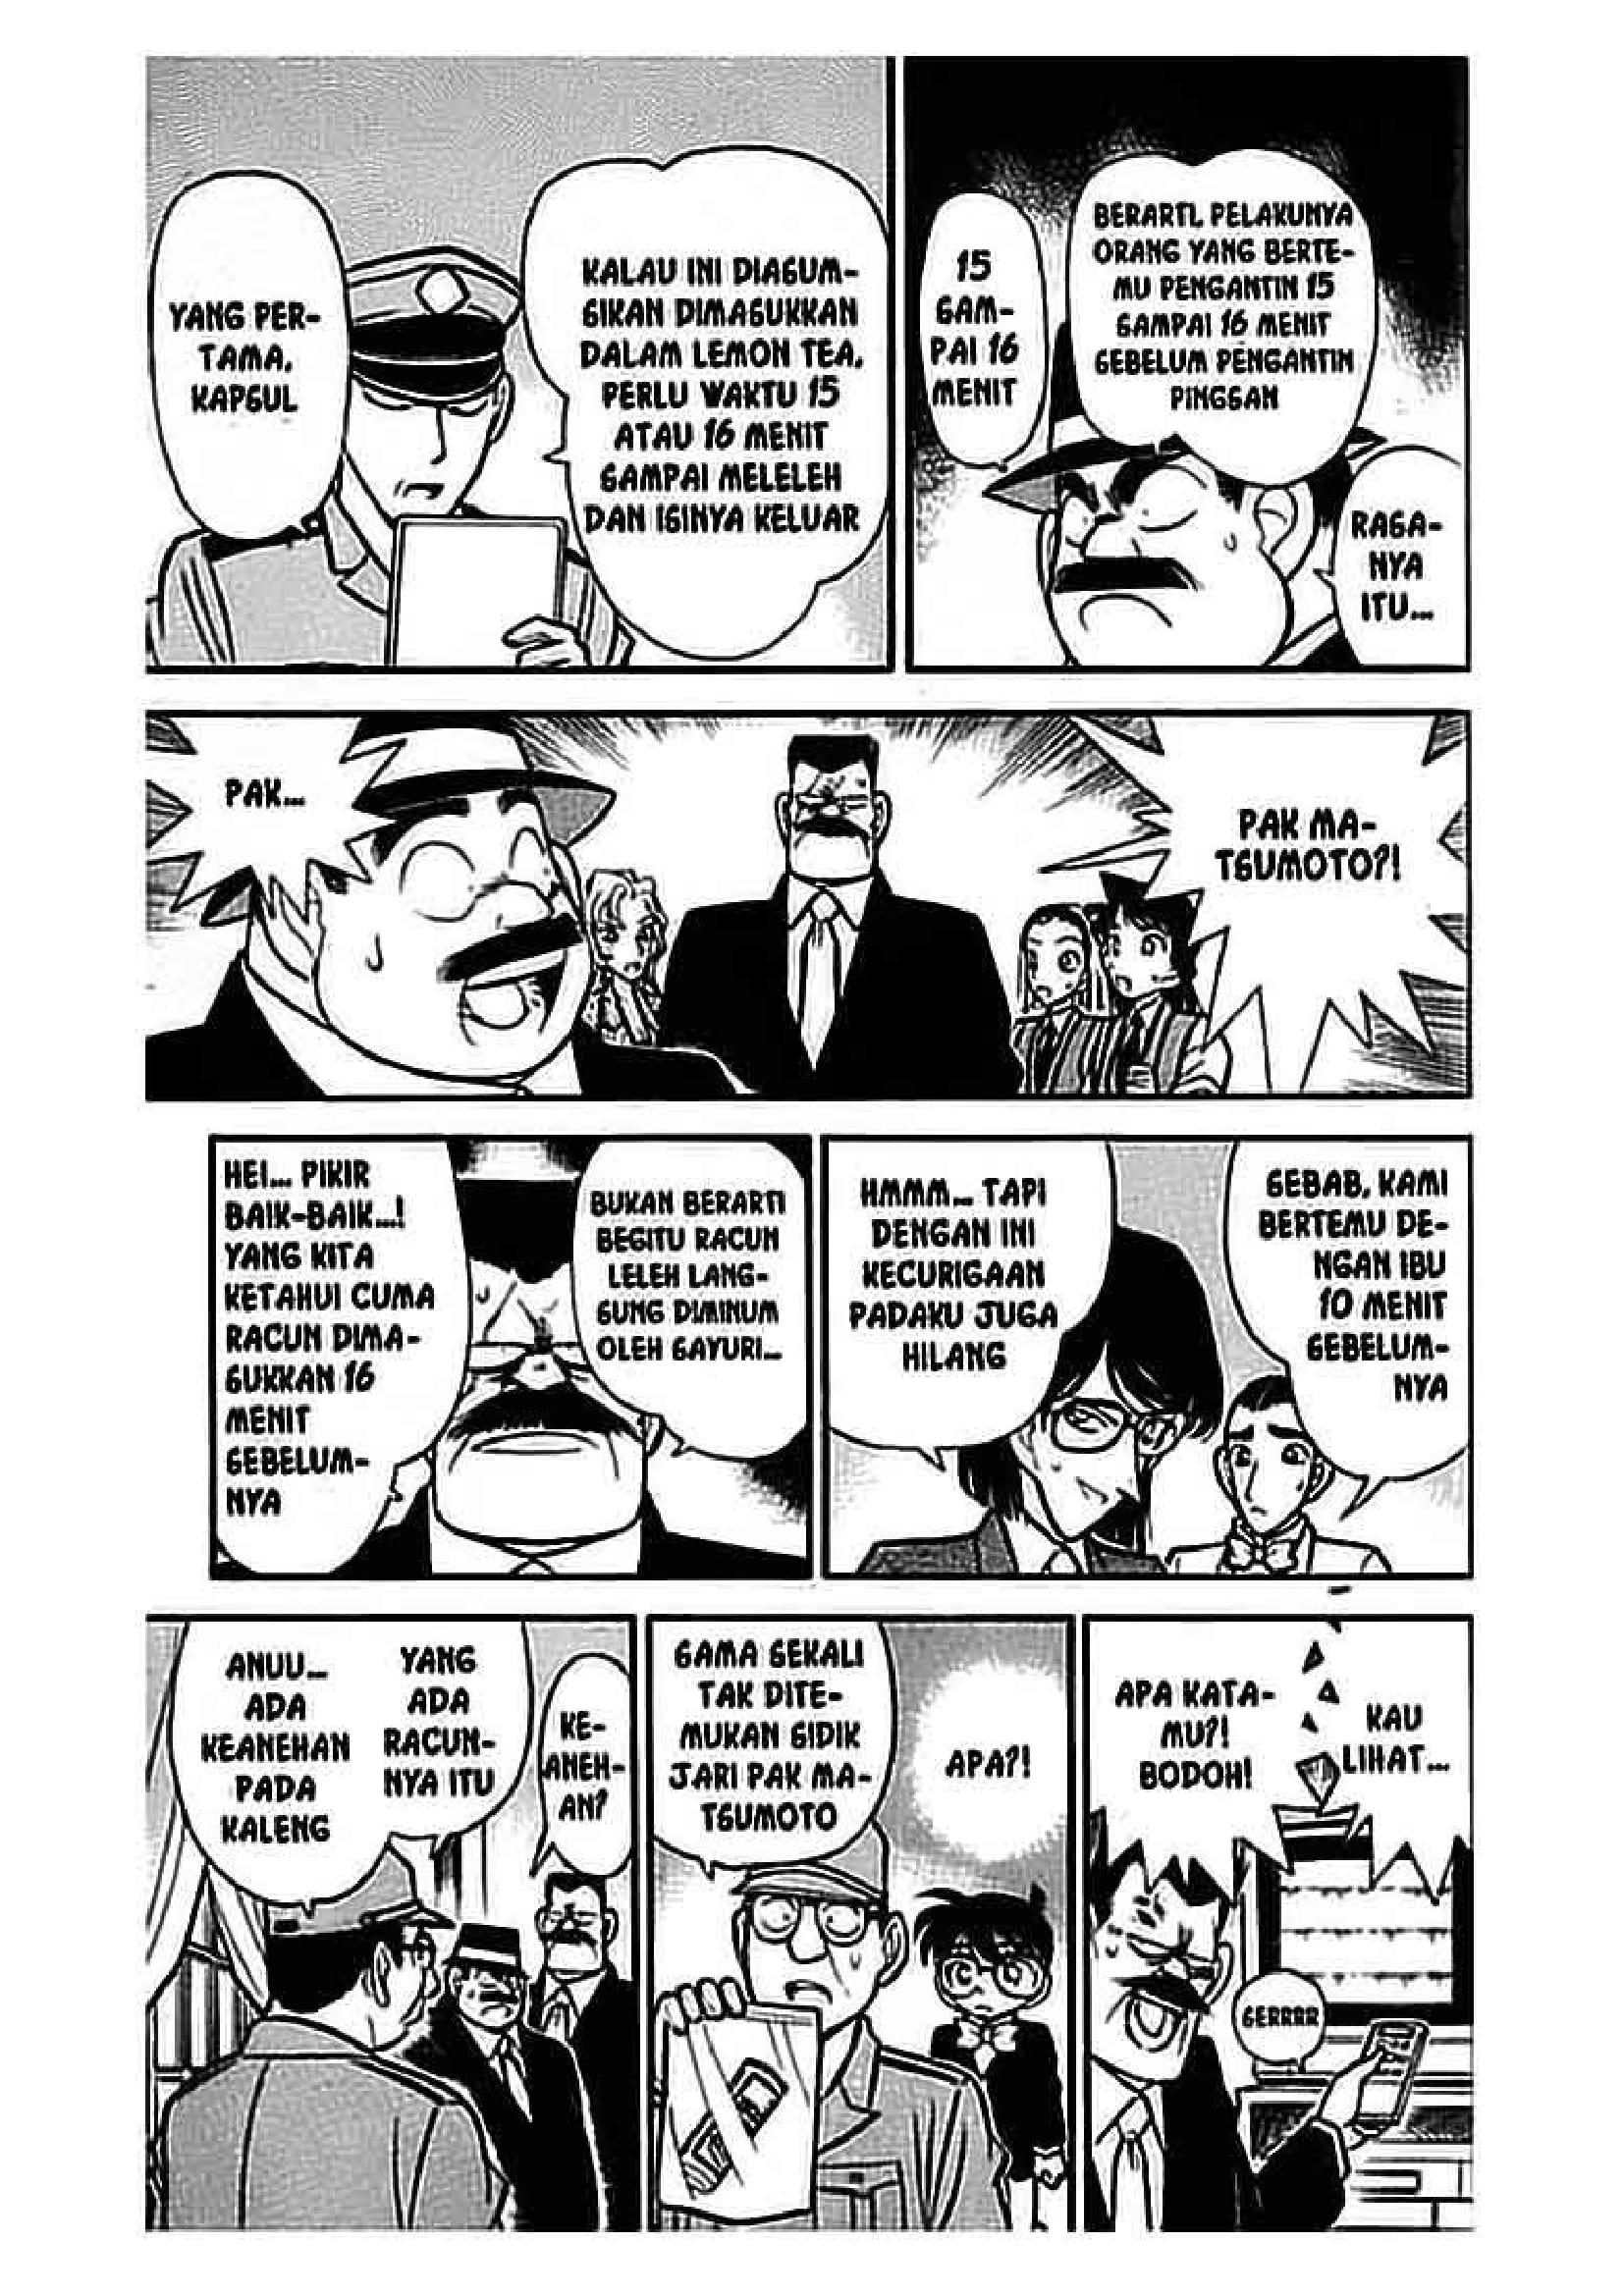 YANG PER-
TAMA,
KAPSUL
KALAU INI DIASUM-
SIKAN DIMASUKKAN
DALAM LEMON TEA,
PERLU WAKTU 15
ATAU 16 MENIT
SAMPAI MELELEH
DAN ISINYA KELUAR
15
SAM-
PAI 16
MENIT
BERARTI, PELAKUNYA
ORANG YANG BERTE-
MU PENGANTIN 15
SAMPAI 16 MENIT
SEBELUM PENGANTIN
PINGSAN
RASA-
NYA
ITU...
PAK...
PAK MA-
TSUMOTO?!
HEI... PIKIR
BAIK-BAIK...!
YANG KITA
KETAHUI CUMA
RACUN DIMA-
SUKKAN 16
MENIT
SEBELUM-
NYA
BUKAN BERARTI
BEGITU RACUN
LELEH LANG-
SUNG DIMINUM
OLEH SAYURI...
HMMM... TAPI
DENGAN INI
KECURIGAAN
PADAKU JUGA
HILANG
SEBAB, KAMI
BERTEMU DE-
NGAN IBU
10 MENIT
SEBELUM-
NYA
ANUU...
ADA
KEANEHAN
PADA
KALENG
YANG
ADA
RACUN-
NYA ITU
KE-
ANEH-
AN?
SAMA SEKALI
TAK DITE-
MUKAN SIDIK
JARI PAK MA-
TSUMOTO
APA?!
APA KATA-
MU?!
BODOH!
KAU
LIHAT...
SERRRR